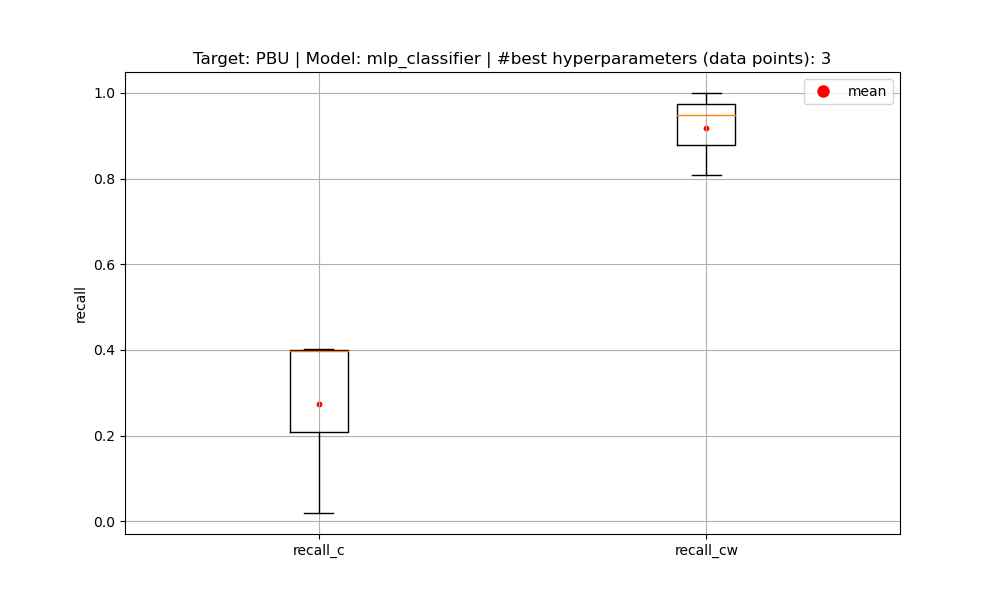 Target: PBU | Model: mlp_classifier | #best hyperparameters (data points): 3
mean
1.0
0.8
0.6
0.4
0.2
0.0
recall
recall_c
recall_cw